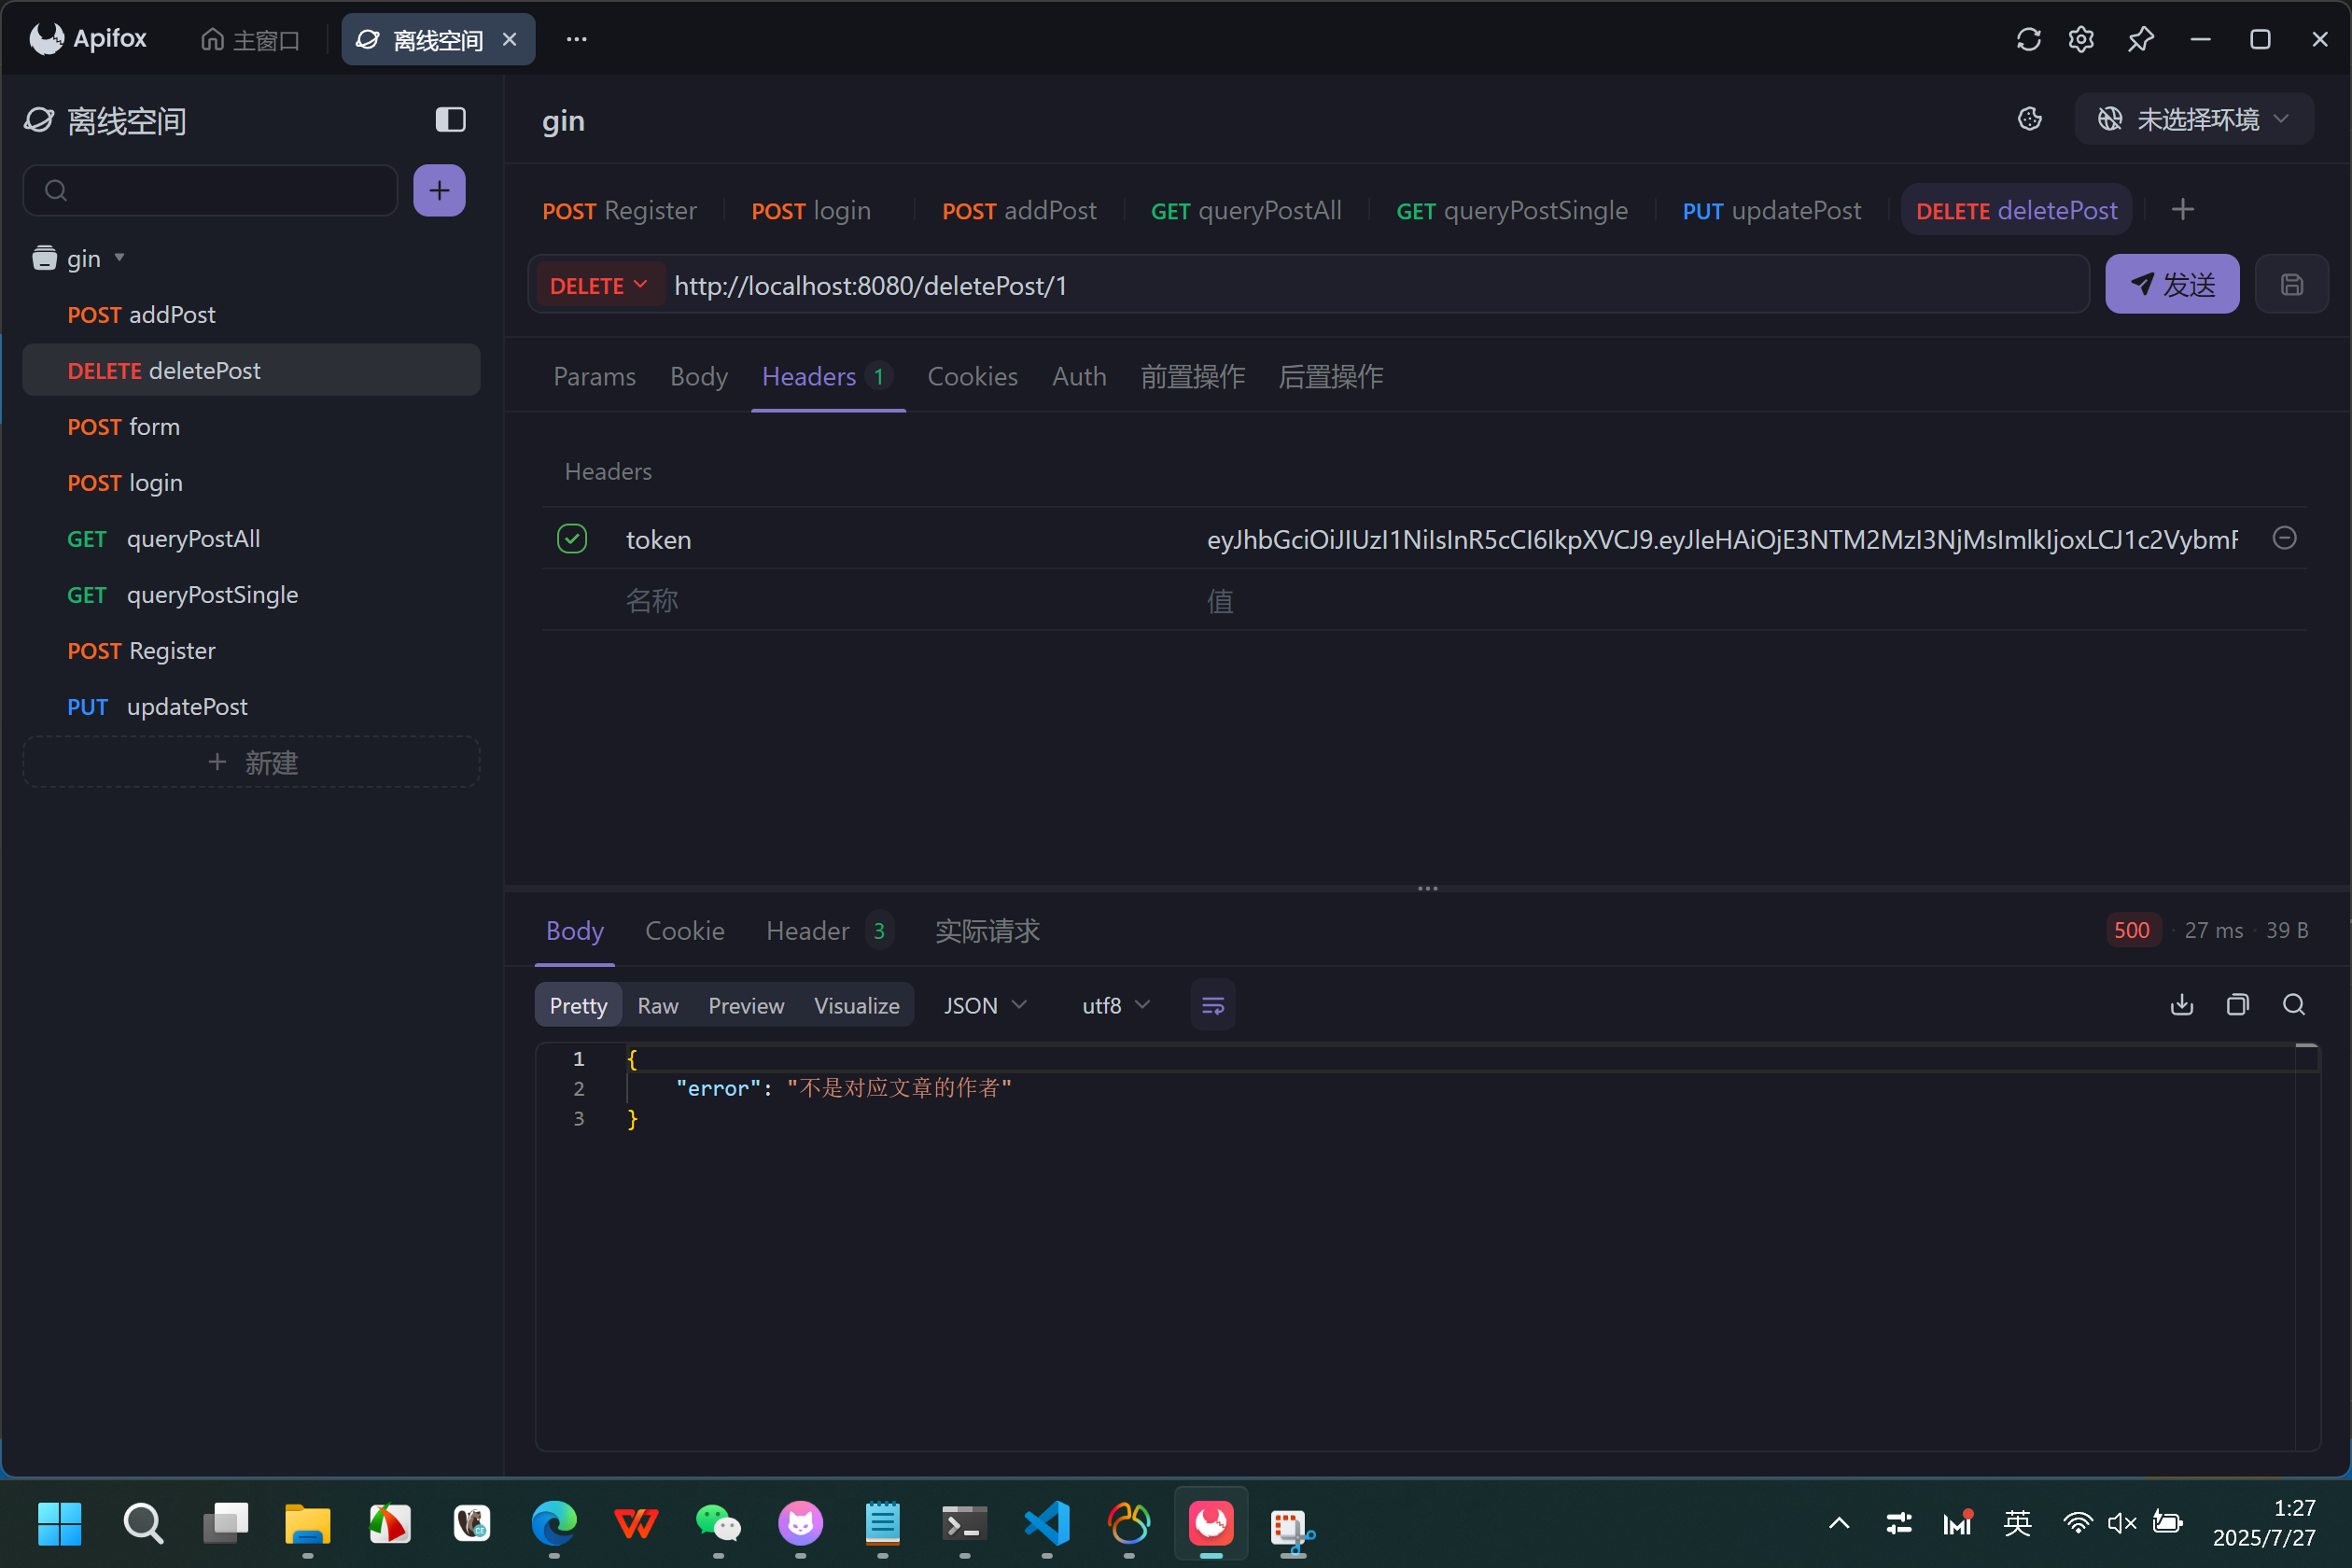 Apifox
主窗口
离线空间
离线空间
gin
未选择环境
POST Register
POST login
POST addPost
GET queryPostAll
GET queryPostSingle
PUT updatePost
DELETE deletePost
gin
POST addPost
DELETE deletePost
POST form
POST login
GET queryPostAll
GET queryPostSingle
POST Register
PUT updatePost
新建
DELETE http://localhost:8080/deletePost/1
发送
Params Body Headers 1 Cookies Auth 前置操作 后置操作
Headers
token
eyJhbGciOiJIUzI1NiIsInR5cCI6IkpXVCJ9.eyJleHAiOjE3NTM2MzI3NjMsImlkIjoxLCJ1c2VybmF
名称 值
Body Cookie Header 3 实际请求
500 · 27 ms · 39 B
Pretty Raw Preview Visualize JSON utf8
1 {
2 "error": "不是对应文章的作者"
3 }
英
1:27
2025/7/27